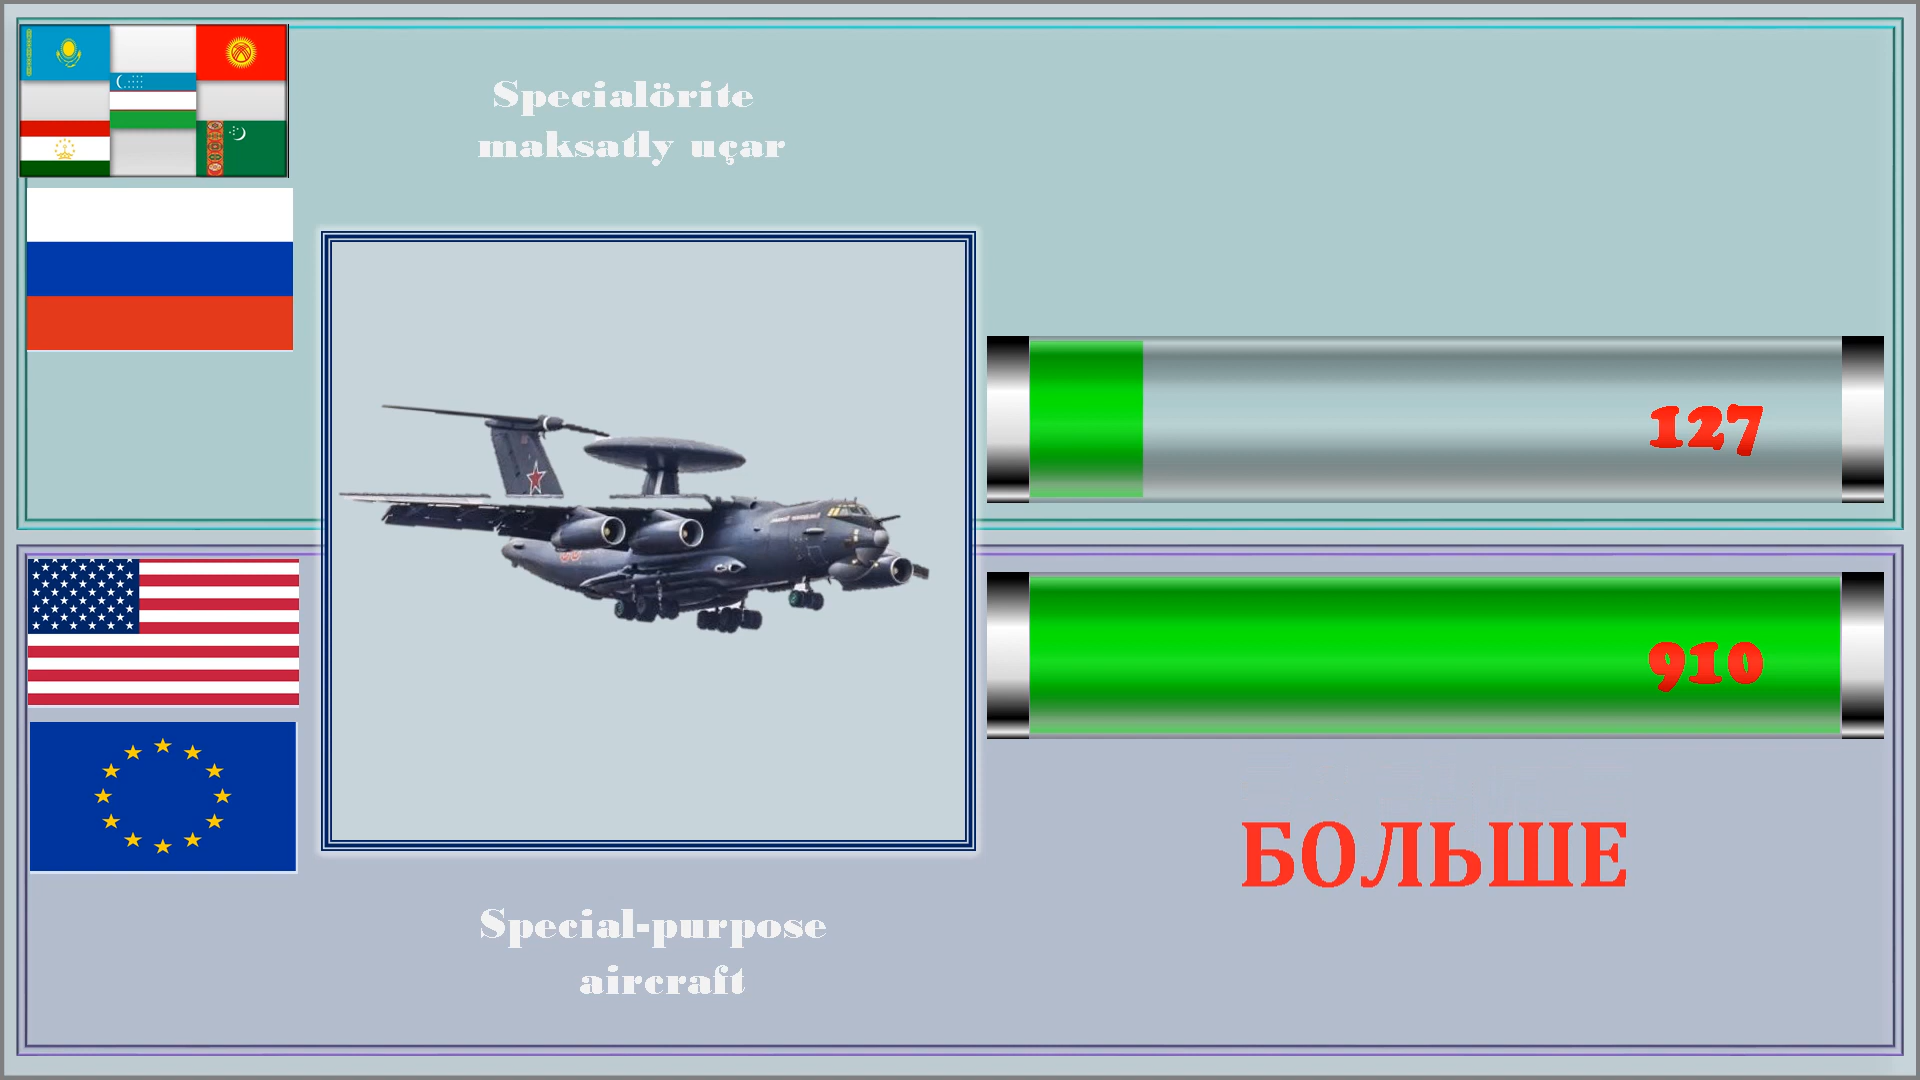 Specialörite
maksatly uçar
127
910
БОЛЬШЕ
Special-purpose
aircraft